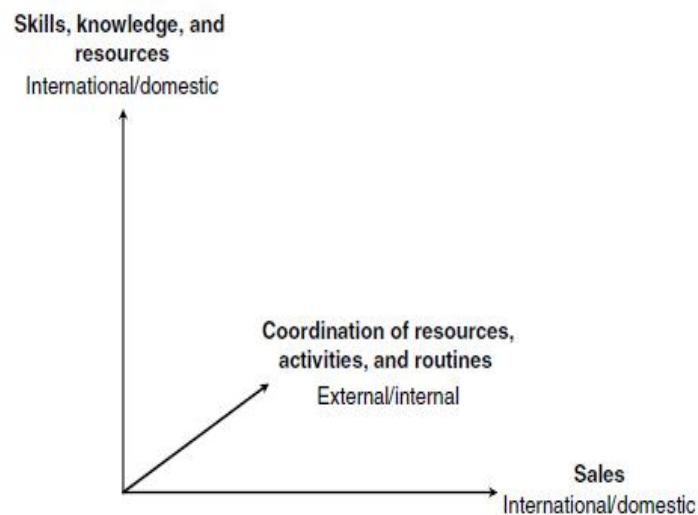 Skills, knowledge, and
resources
International/domestic
Coordination of resources,
activities, and routines
External/internal
Sales
International/domestic